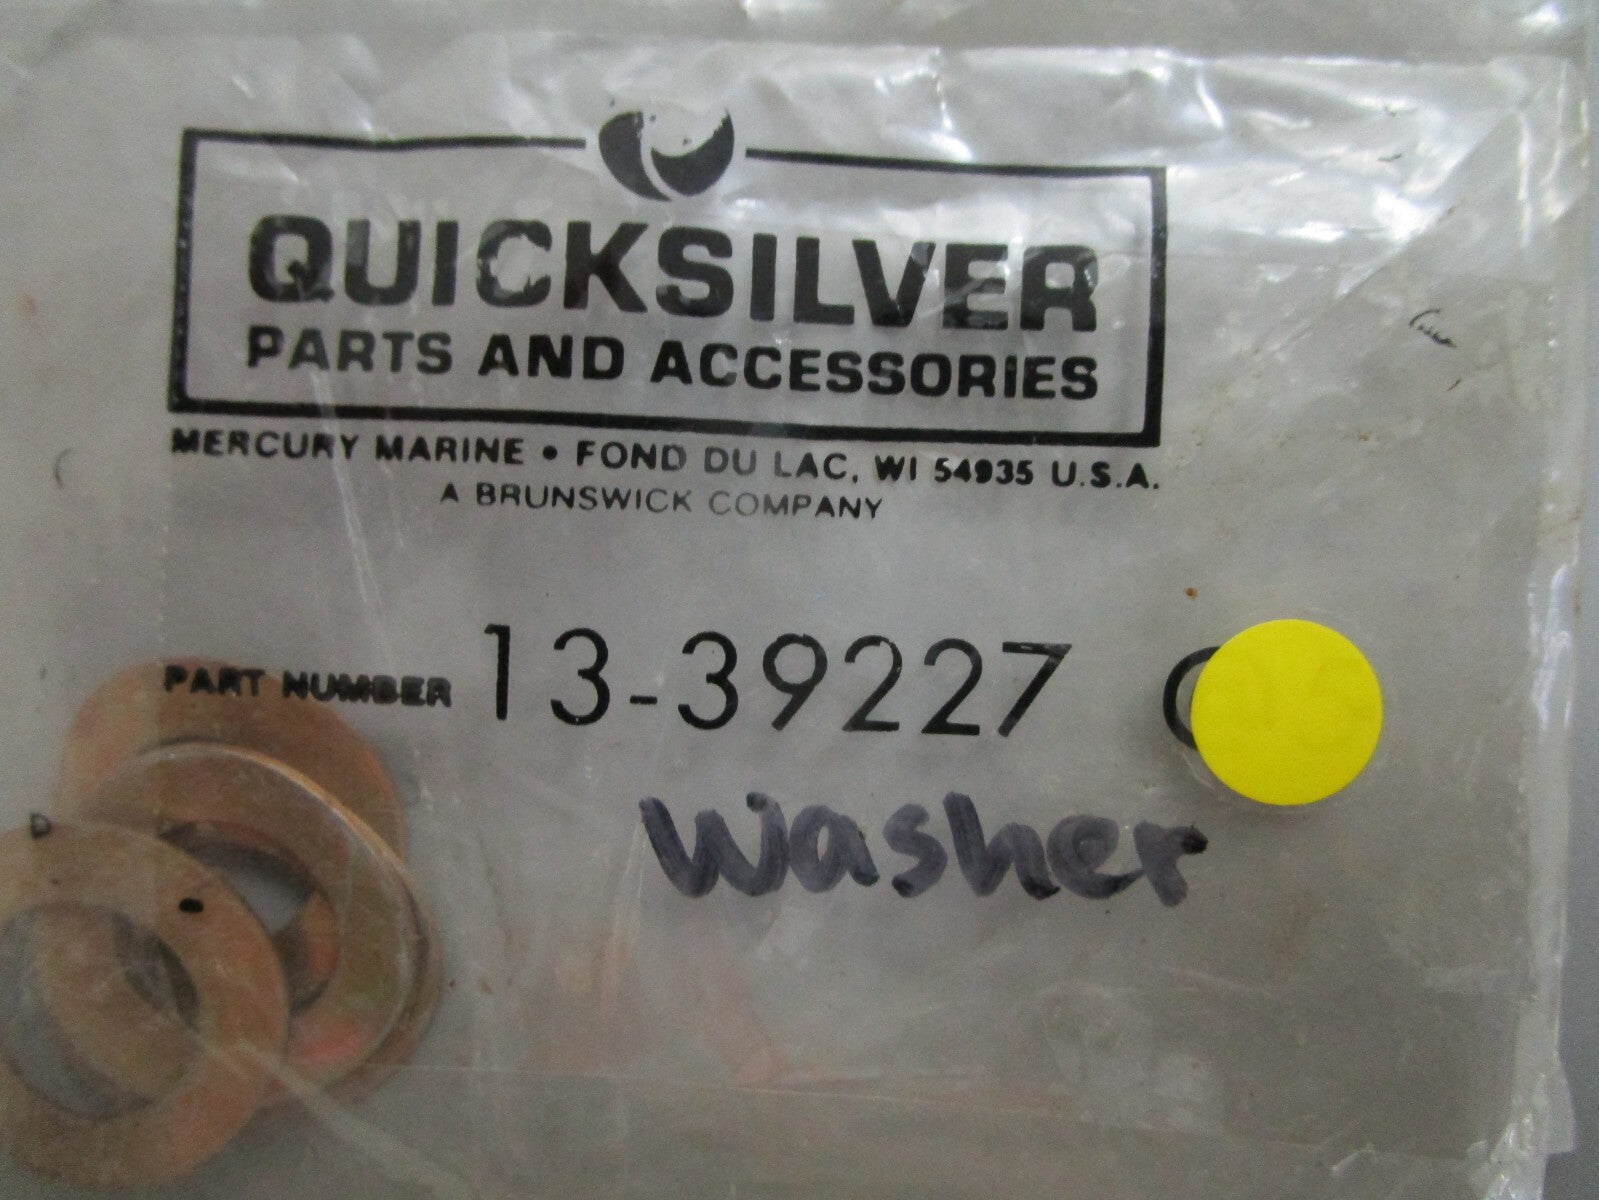 QUICKSILVER
PARTS AND ACCESSORIES
MERCURY MARINE • FOND DU LAC, WI 54935 U.S.A.
A BRUNSWICK COMPANY
PART NUMBER 13-39227
Washer